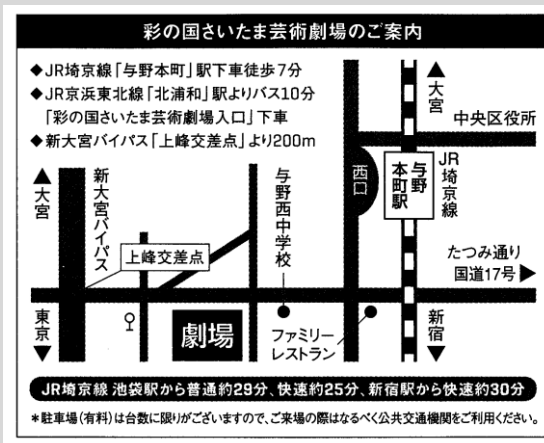 彩の国さいたま芸術劇場のご案内
◆JR埼京線「与野本町」駅下車徒歩7分
◆JR京浜東北線「北浦和」駅よりバス10分
「彩の国さいたま芸術劇場入口」下車
◆新大宮バイパス「上峰交差点」より200m
▲大宮
中央区役所
西口
与野本町駅
JR埼京線
▲大宮
新大宮バイパス
与野西中学校
上峰交差点
たつみ通り
国道17号▶
東京▼
劇場
ファミリー
レストラン
新宿▼
JR埼京線 池袋駅から普通約29分、快速約25分、新宿駅から快速約30分
*駐車場(有料)は台数に限りがございますので、ご来場の際はなるべく公共交通機関をご利用ください。